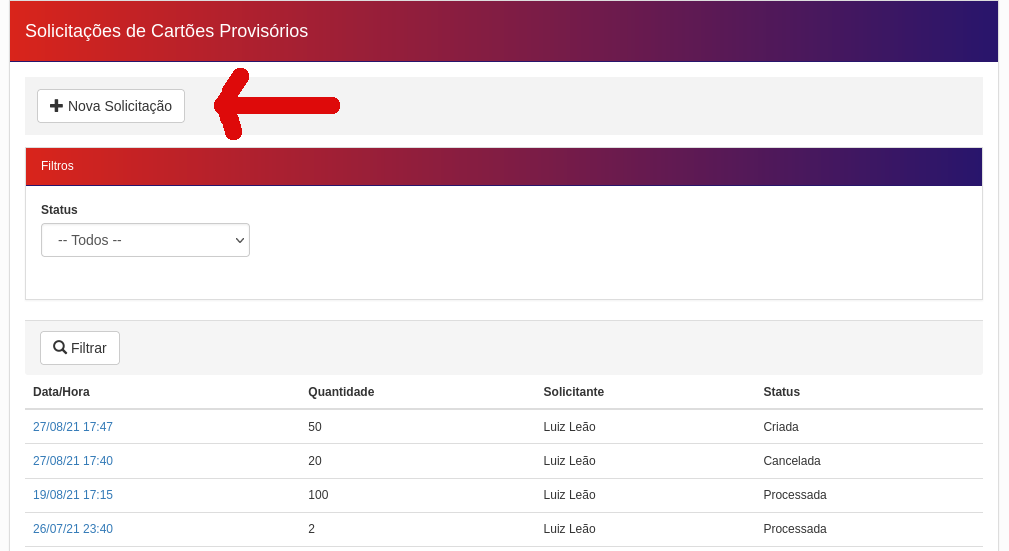 Solicitações de Cartões Provisórios
Nova Solicitação
Filtros
Status
-- Todos --
Filtrar
Data/Hora Quantidade Solicitante Status
27/08/21 17:47 50 Luiz Leão Criada
27/08/21 17:40 20 Luiz Leão Cancelada
19/08/21 17:15 100 Luiz Leão Processada
26/07/21 23:40 2 Luiz Leão Processada